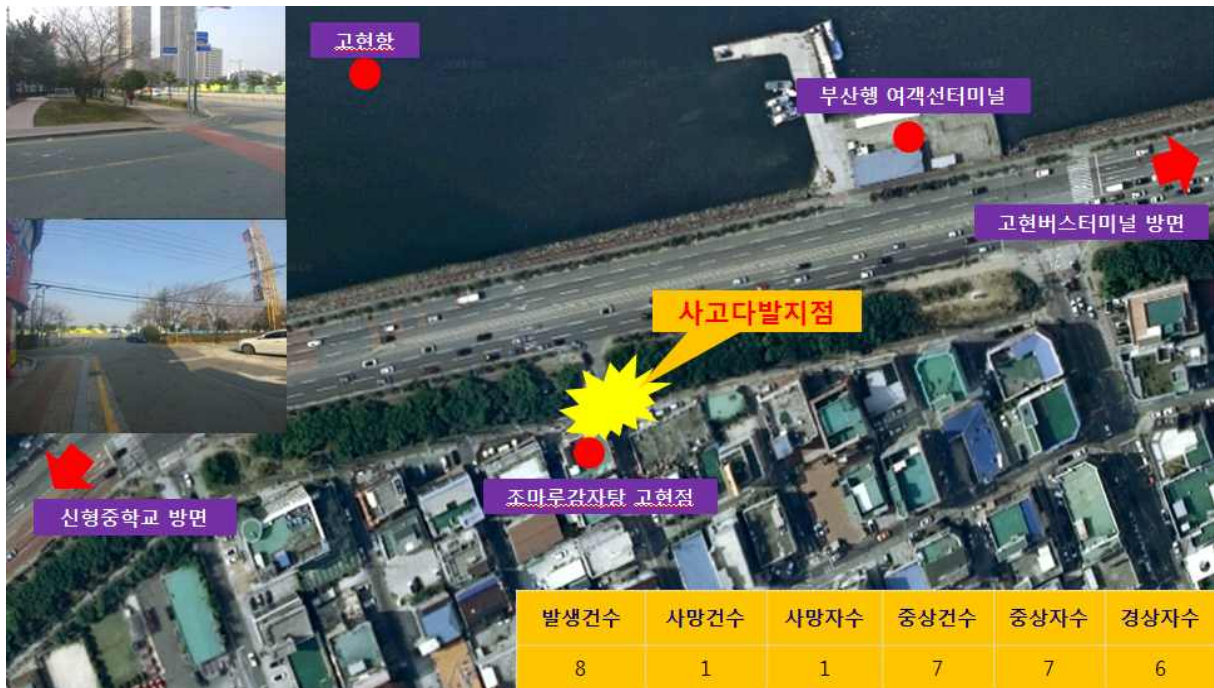 고현항
부산행 여객선터미널
고현버스터미널 방면
사고다발지점
조마루감자탕 고현점
신형중학교 방면
발생건수 사망건수 사망자수 중상건수 중상자수 경상자수
8 1 1 7 7 6